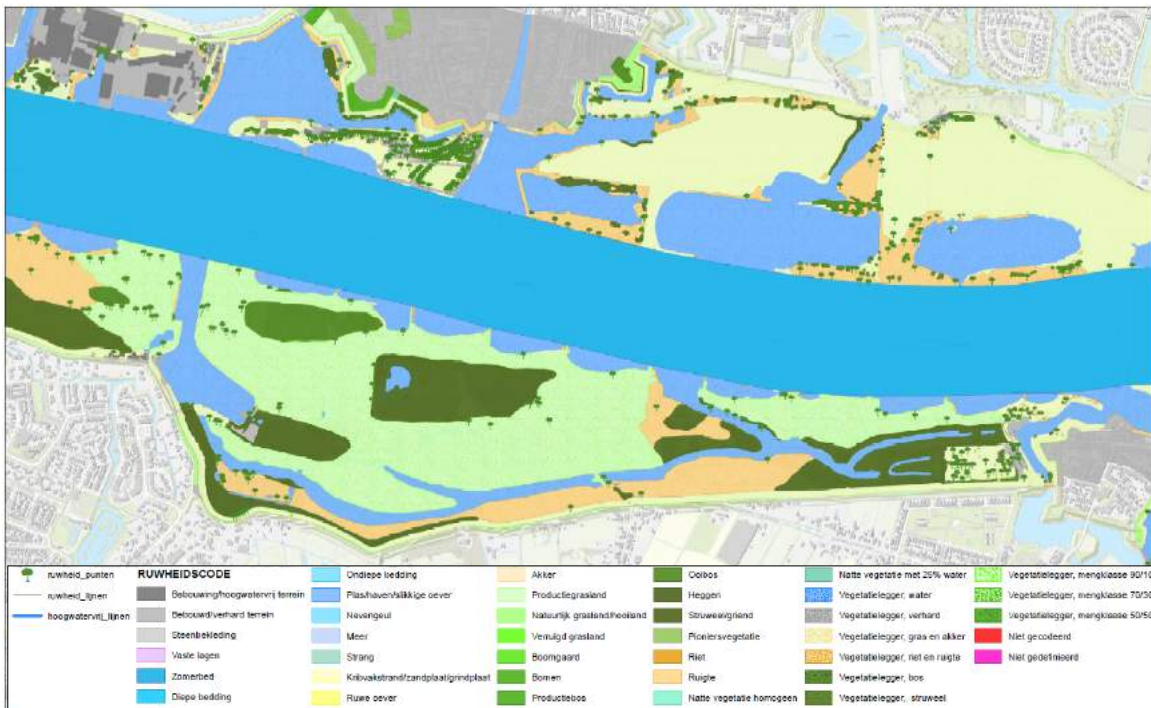 ruwheid_punten
ruwheid_lijnen
hoogwatervrij_lijnen
RUWHEIDSCODE
Bebouwing/hoogwatervrij terrein
Bebouwd/verhard terrein
Steenbekleding
Vaste lagen
Zomerbed
Diepe bedding
Ondiepe bedding
Plas/haven/slikkige oever
Nevengeul
Meer
Strang
Kribvakstrand/zandplaat/grindplaat
Ruwe oever
Akker
Productiegrasland
Natuurlijk grasland/hooiland
Verruigd grasland
Boomgaard
Bomen
Productiebos
Ooibos
Heggen
Struweel/griend
Pioniersvegetatie
Riet
Ruigte
Natte vegetatie homogeen
Natte vegetatie met 25% water
Vegetatielegger, water
Vegetatielegger, verhard
Vegetatielegger, gras en akker
Vegetatielegger, riet en ruigte
Vegetatielegger, bos
Vegetatielegger, struweel
Vegetatielegger, mengklasse 90/10
Vegetatielegger, mengklasse 70/30
Vegetatielegger, mengklasse 50/50
Niet gecodeerd
Niet gedefinieerd